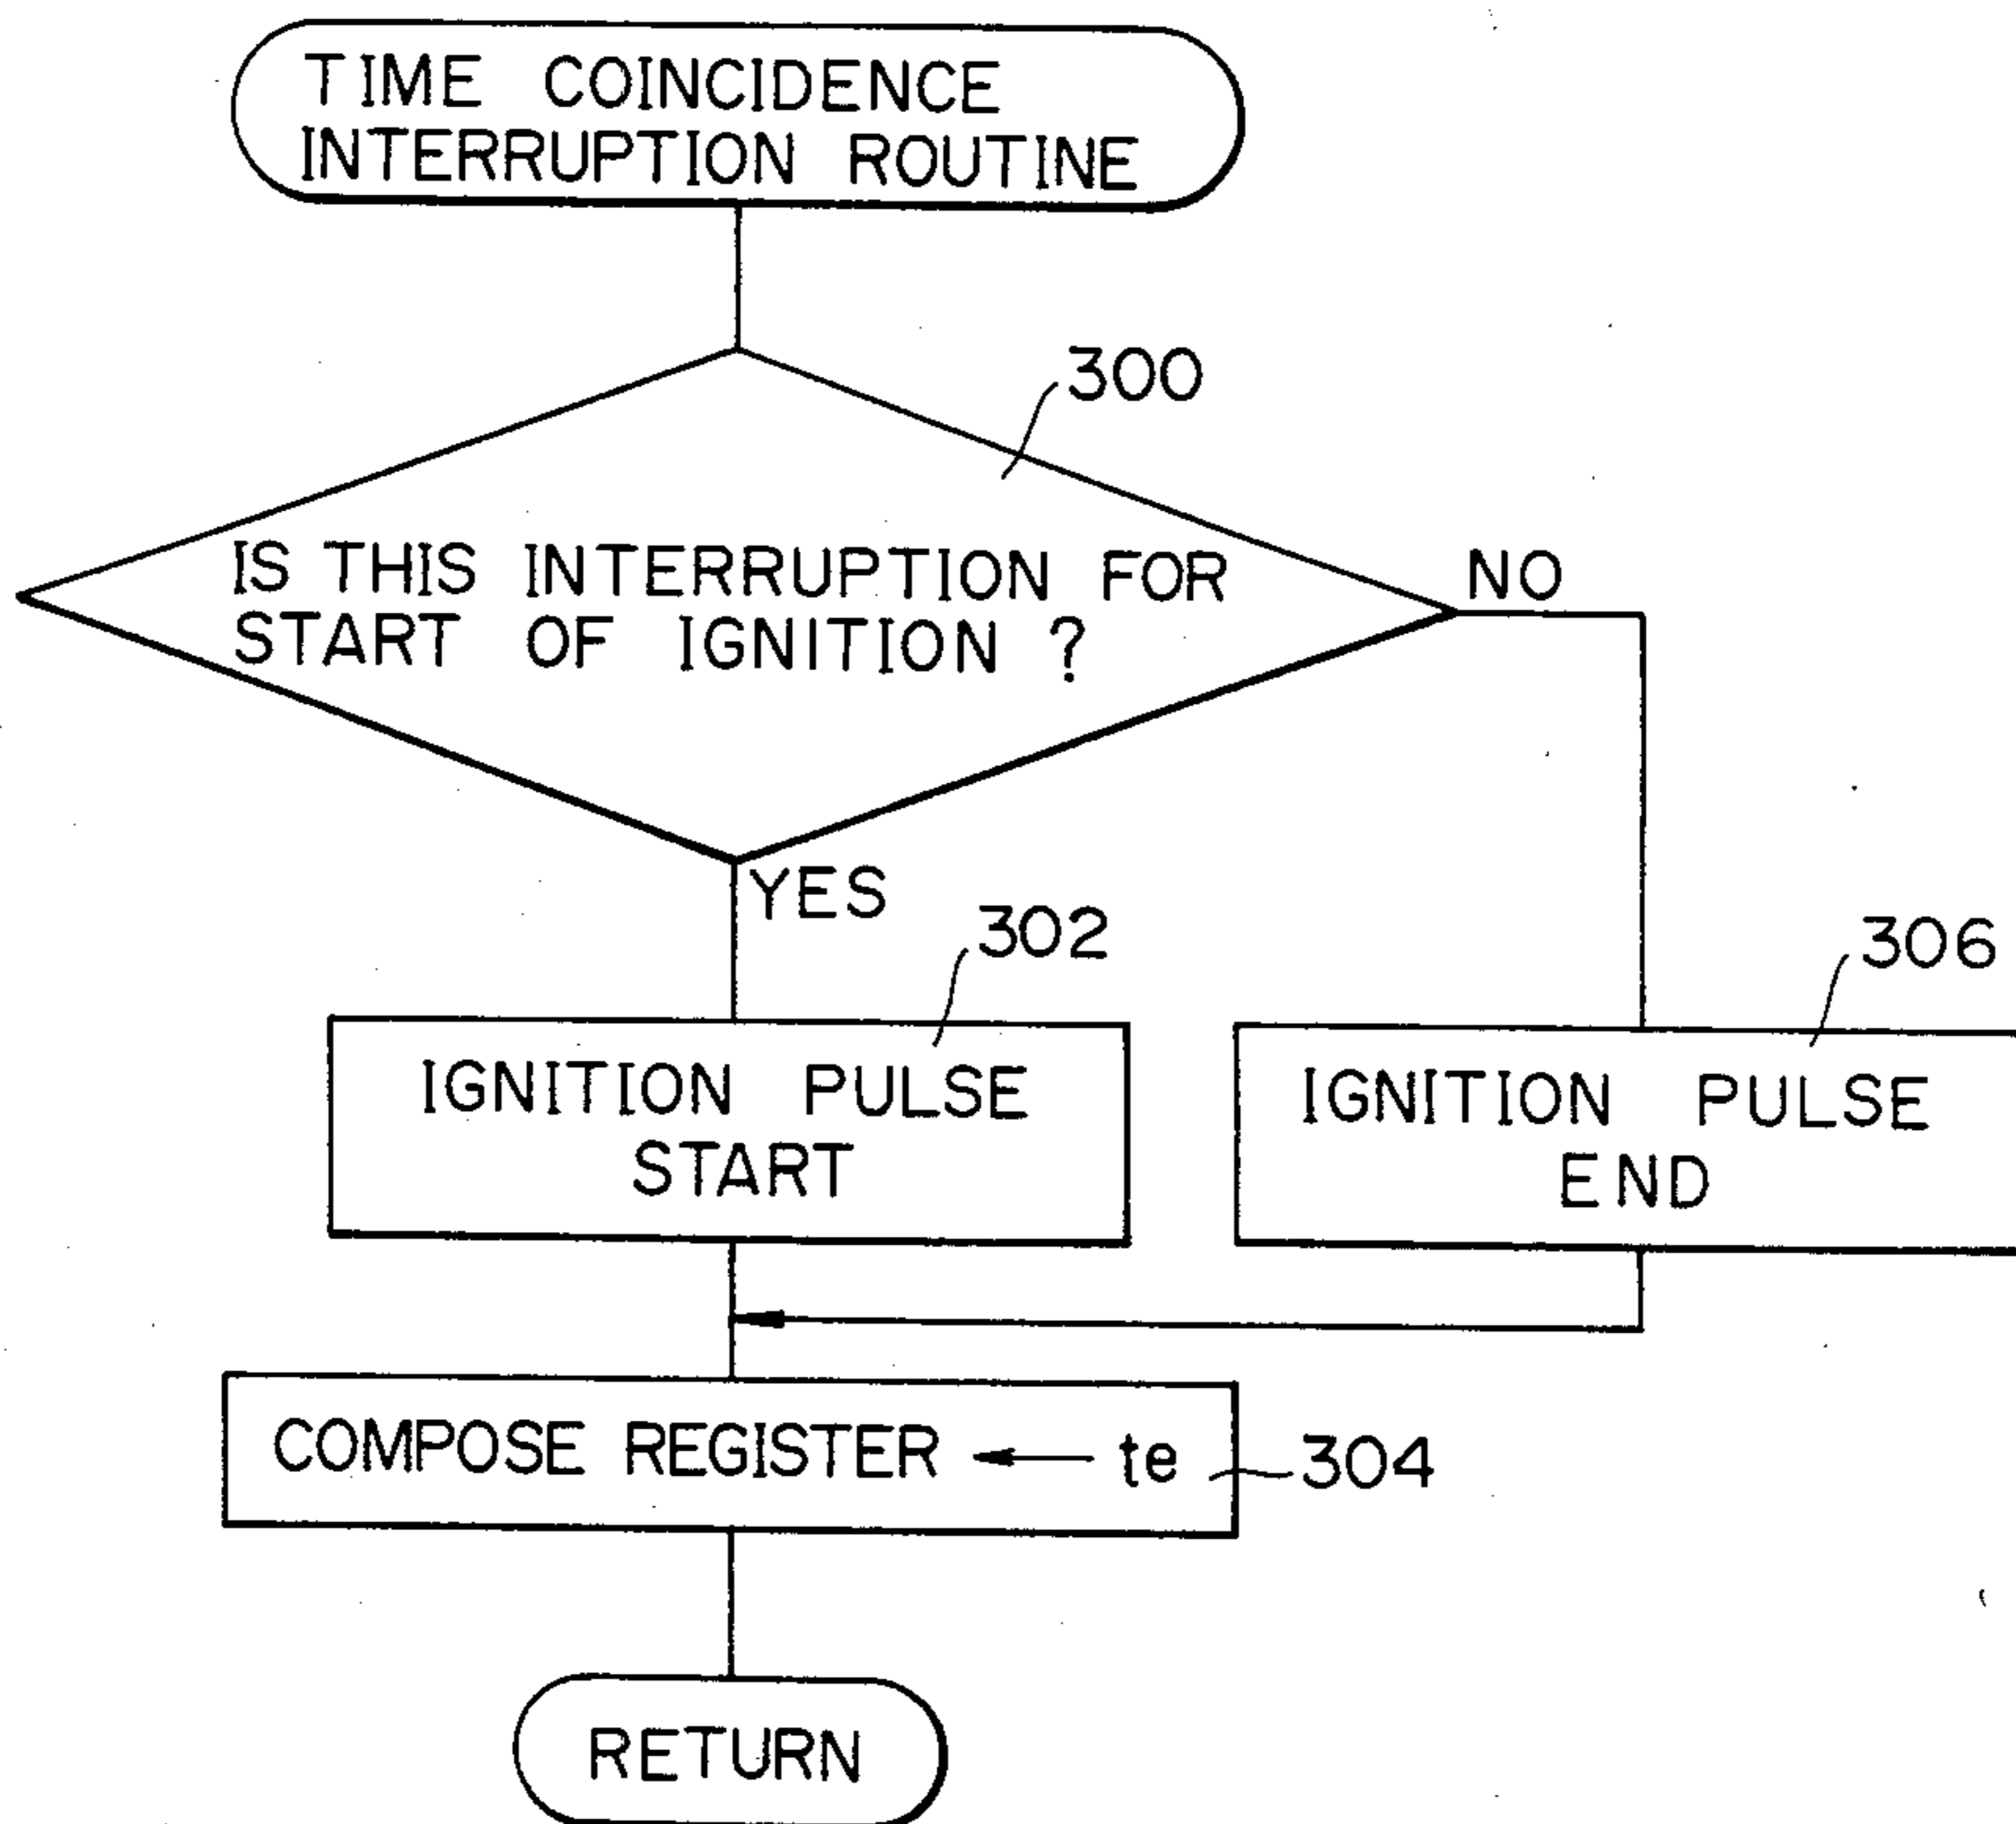 TIME COINCIDENCE
INTERRUPTION ROUTINE
300
IS THIS INTERRUPTION FOR
START OF IGNITION ?
NO
YES
302
306
IGNITION PULSE
START
IGNITION PULSE
END
COMPOSE REGISTER ← te
304
RETURN